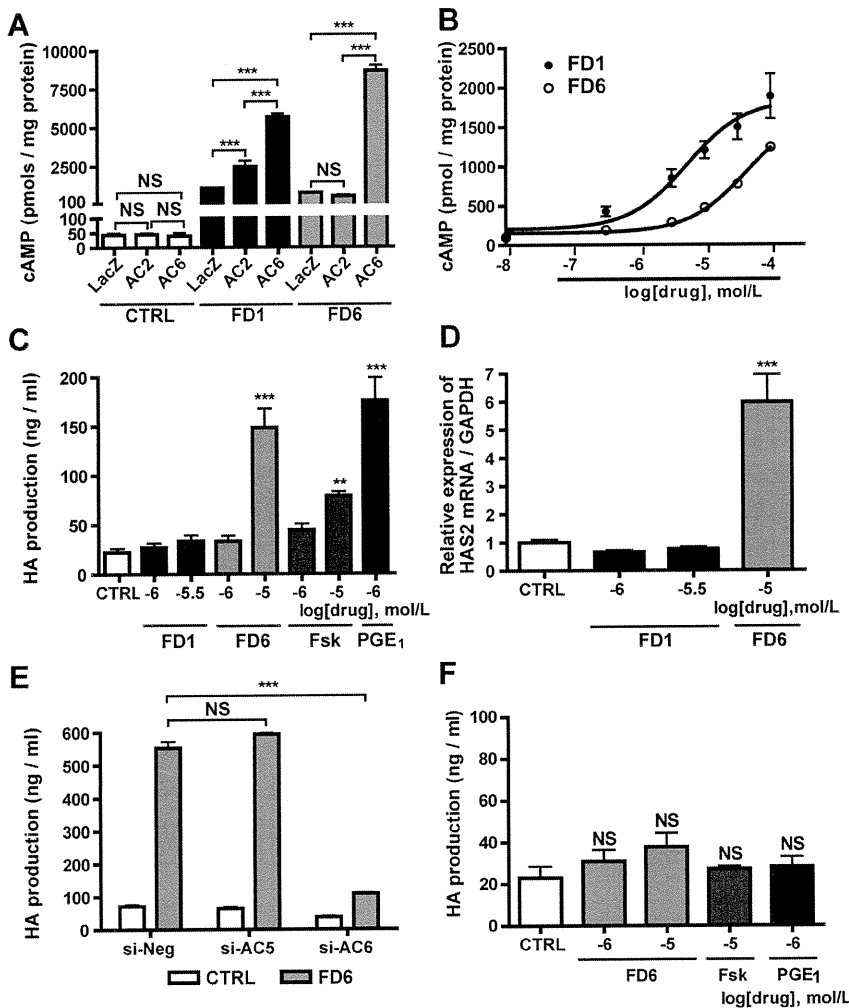 A
cAMP (pmols / mg protein)
10000
7500
5000
2500
100
100
50
0
NS
NS
NS
***
***
***
NS
***
***
LacZ AC2 AC6 LacZ AC2 AC6 LacZ AC2 AC6
CTRL FD1 FD6
B
cAMP (pmol / mg protein)
2500
2000
1500
1000
500
0
FD1
FD6
-8 -7 -6 -5 -4
log[drug], mol/L
C
HA production (ng / ml)
200
150
100
50
0
***
**
***
CTRL -6 -5.5 -6 -5 -6 -5 -6
log[drug], mol/L
FD1 FD6 Fsk PGE1
D
Relative expression of
HAS2 mRNA / GAPDH
7
6
5
4
3
2
1
0
***
CTRL -6 -5.5 -5
log[drug],mol/L
FD1 FD6
E
HA production (ng / ml)
600
500
400
300
200
100
0
***
NS
si-Neg si-AC5 si-AC6
CTRL FD6
F
HA production (ng / ml)
100
80
60
40
20
0
NS NS NS NS
CTRL -6 -5 -5 -6
FD6 Fsk PGE1
log[drug], mol/L